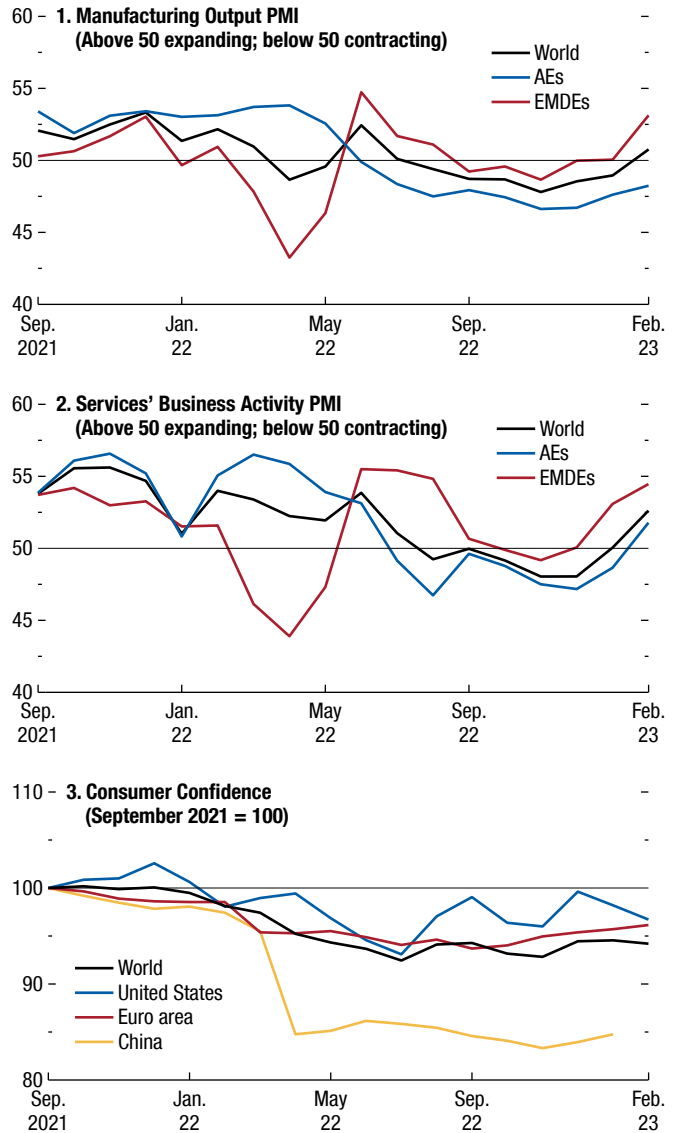 1. Manufacturing Output PMI
(Above 50 expanding; below 50 contracting)
60
55
50
45
40
World
AEs
EMDEs
Sep. Jan. May Sep. Feb.
2021 22 22 22 23
2. Services’ Business Activity PMI
(Above 50 expanding; below 50 contracting)
60
55
50
45
40
World
AEs
EMDEs
Sep. Jan. May Sep. Feb.
2021 22 22 22 23
3. Consumer Confidence
(September 2021 = 100)
110
100
90
80
World
United States
Euro area
China
Sep. Jan. May Sep. Feb.
2021 22 22 22 23